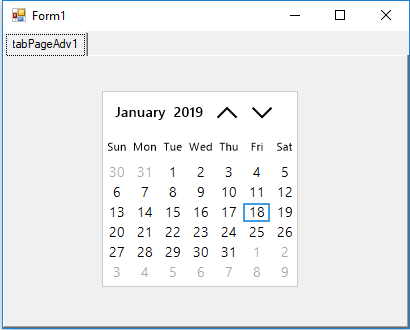 Form1
tabPageAdv1
January 2019
Sun Mon Tue Wed Thu Fri Sat
30 31 1 2 3 4 5
6 7 8 9 10 11 12
13 14 15 16 17 18 19
20 21 22 23 24 25 26
27 28 29 30 31 1 2
3 4 5 6 7 8 9